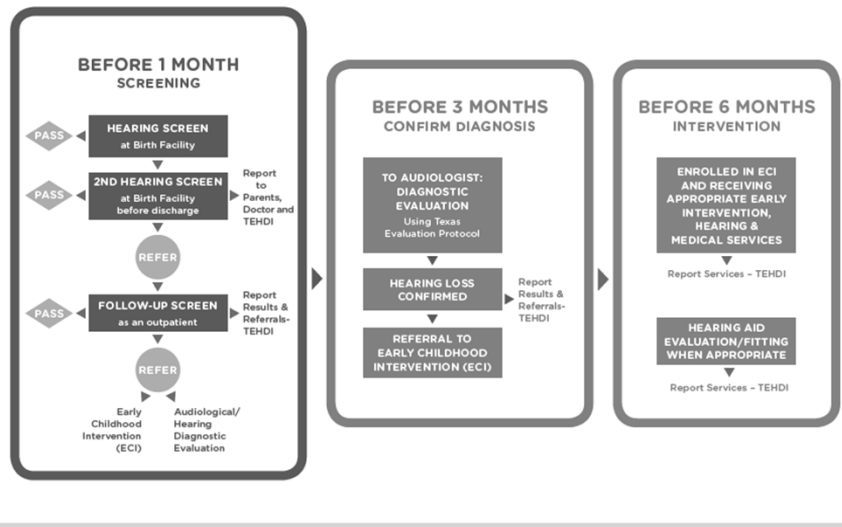 BEFORE 1 MONTH
SCREENING
PASS
HEARING SCREEN
at Birth Facility
PASS
2ND HEARING SCREEN
at Birth Facility
before discharge
Report
to
Parents,
Doctor and
TEHDI
REFER
PASS
FOLLOW-UP SCREEN
as an outpatient
Report
Results &
Referrals-
TEHDI
REFER
Early
Childhood
Intervention
(ECI)
Audiological/
Hearing
Diagnostic
Evaluation
BEFORE 3 MONTHS
CONFIRM DIAGNOSIS
TO AUDIOLOGIST:
DIAGNOSTIC
EVALUATION
Using Texas
Evaluation Protocol
HEARING LOSS
CONFIRMED
Report
Results &
Referrals-
TEHDI
REFERRAL TO
EARLY CHILDHOOD
INTERVENTION (ECI)
BEFORE 6 MONTHS
INTERVENTION
ENROLLED IN ECI
AND RECEIVING
APPROPRIATE EARLY
INTERVENTION,
HEARING &
MEDICAL SERVICES
Report Services – TEHDI
HEARING AID
EVALUATION/FITTING
WHEN APPROPRIATE
Report Services – TEHDI